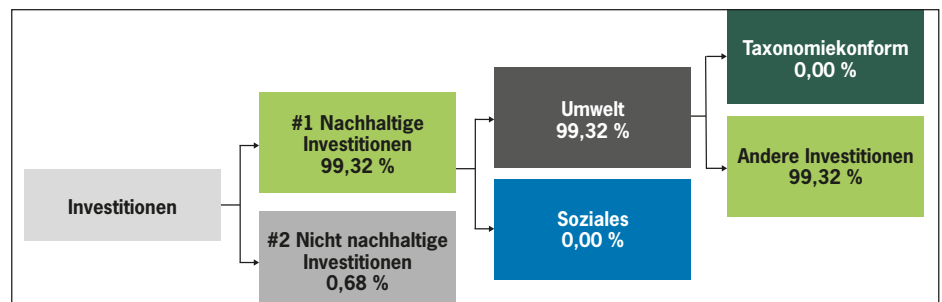 Investitionen
#1 Nachhaltige
Investitionen
99,32 %
#2 Nicht nachhaltige
Investitionen
0,68 %
Umwelt
99,32 %
Soziales
0,00 %
Taxonomiekonform
0,00 %
Andere Investitionen
99,32 %